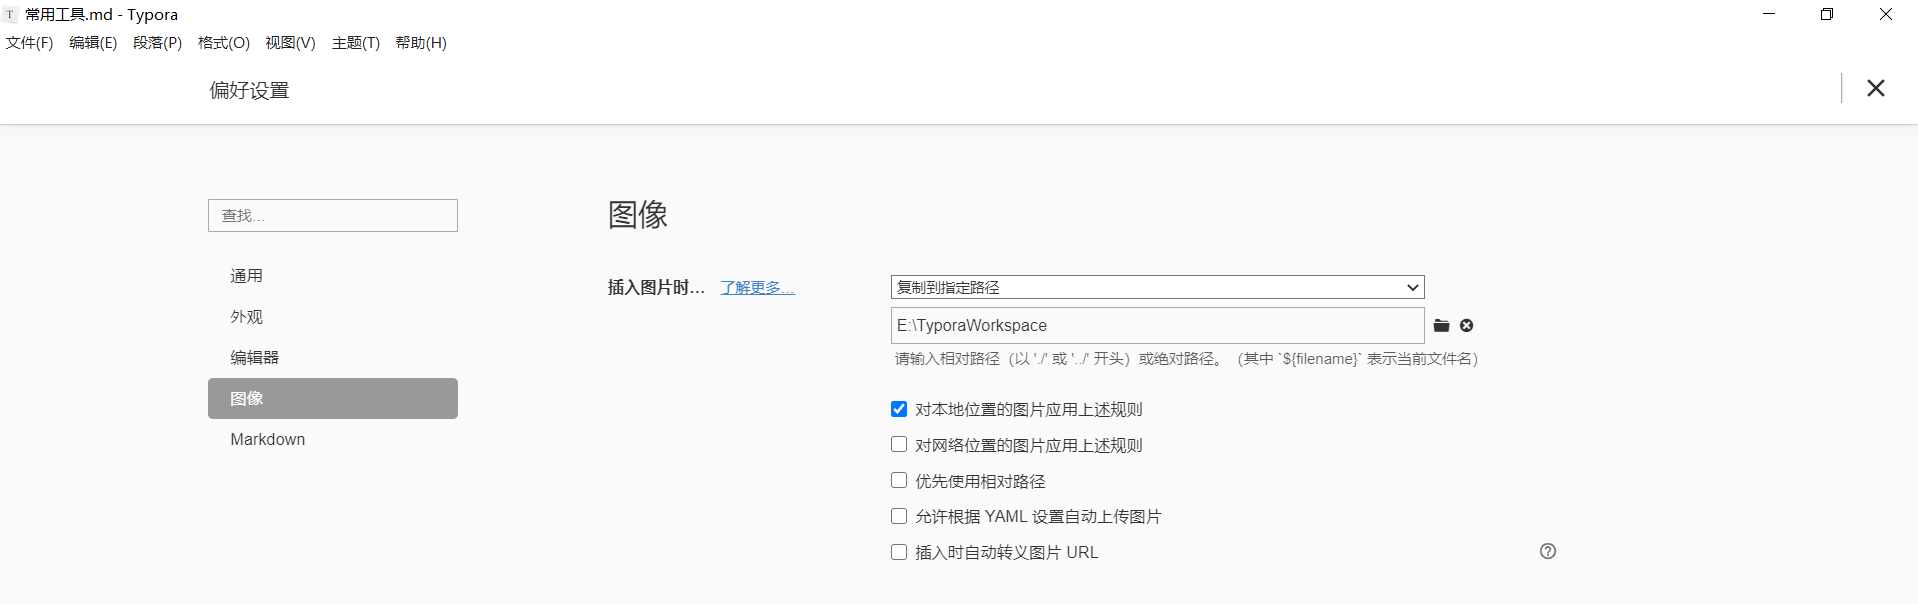 T 常用工具.md - Typora
文件(F) 编辑(E) 段落(P) 格式(O) 视图(V) 主题(T) 帮助(H)
偏好设置
查找...
通用
外观
编辑器
图像
Markdown
图像
插入图片时... 了解更多... 复制到指定路径
E:\TyporaWorkspace
请输入相对路径（以 './' 或 '../' 开头）或绝对路径。（其中 `${filename}` 表示当前文件名）
对本地位置的图片应用上述规则
对网络位置的图片应用上述规则
优先使用相对路径
允许根据 YAML 设置自动上传图片
插入时自动转义图片 URL